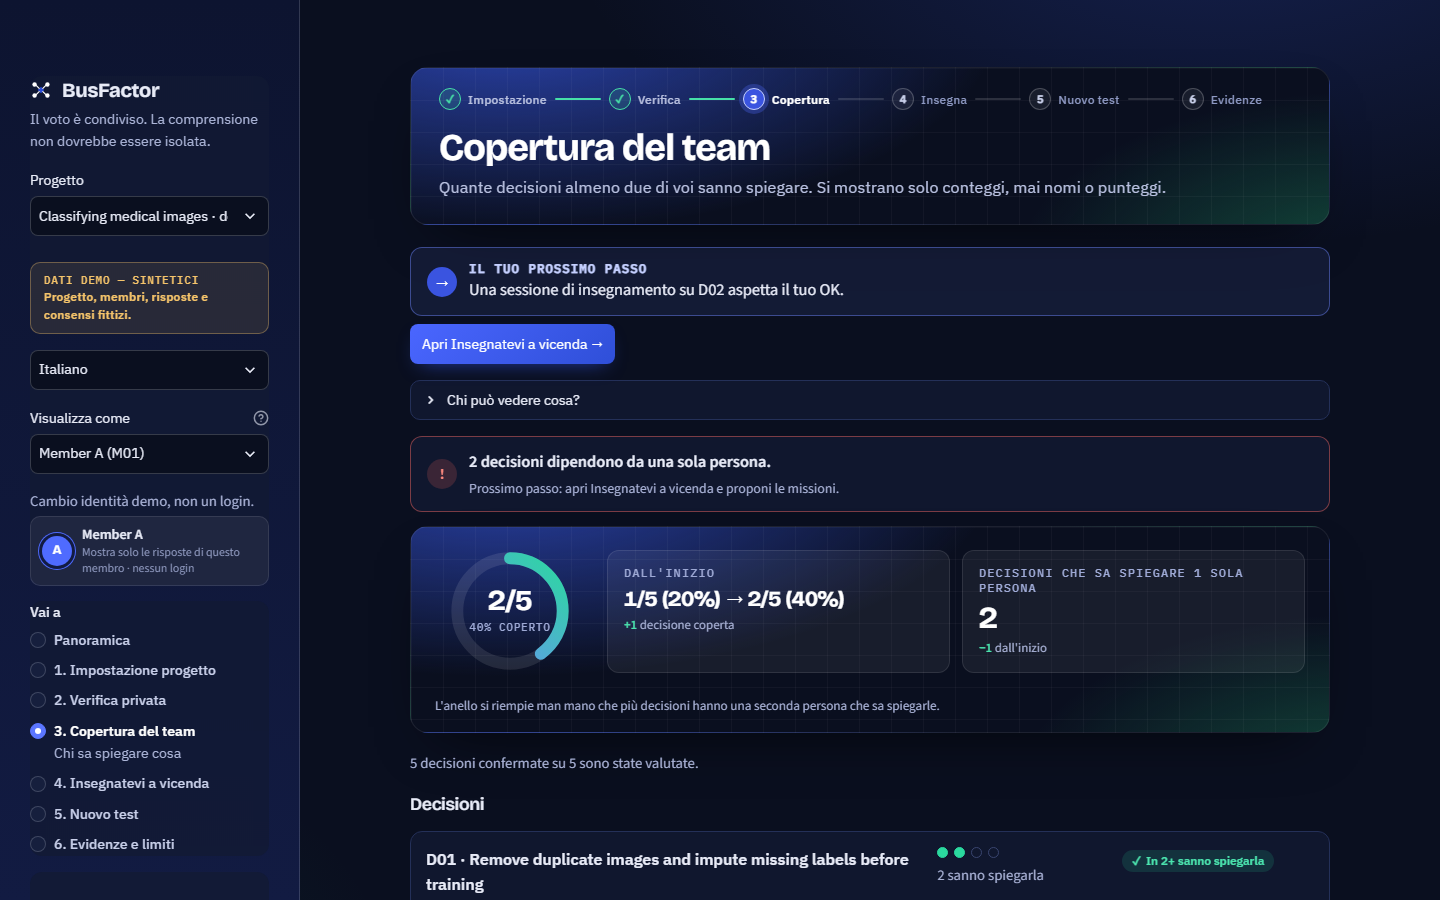 BusFactor
Il voto è condiviso. La comprensione
non dovrebbe essere isolata.
Progetto
Classifying medical images · d
DATI DEMO — SINTETICI
Progetto, membri, risposte e
consensi fittizi.
Italiano
Visualizza come
Member A (M01)
Cambio identità demo, non un login.
A
Member A
Mostra solo le risposte di questo
membro · nessun login
Vai a
Panoramica
1. Impostazione progetto
2. Verifica privata
3. Copertura del team
Chi sa spiegare cosa
4. Insegnatevi a vicenda
5. Nuovo test
6. Evidenze e limiti
✓ Impostazione ✓ Verifica 3 Copertura 4 Insegna 5 Nuovo test 6 Evidenze
Copertura del team
Quante decisioni almeno due di voi sanno spiegare. Si mostrano solo conteggi, mai nomi o punteggi.
IL TUO PROSSIMO PASSO
→ Una sessione di insegnamento su D02 aspetta il tuo OK.
Apri Insegnatevi a vicenda →
Chi può vedere cosa?
! 2 decisioni dipendono da una sola persona.
Prossimo passo: apri Insegnatevi a vicenda e proponi le missioni.
2/5
40% COPERTO
DALL'INIZIO
1/5 (20%) → 2/5 (40%)
+1 decisione coperta
DECISIONI CHE SA SPIEGARE 1 SOLA
PERSONA
2
−1 dall'inizio
L'anello si riempie man mano che più decisioni hanno una seconda persona che sa spiegarle.
5 decisioni confermate su 5 sono state valutate.
Decisioni
D01 · Remove duplicate images and impute missing labels before
training
2 sanno spiegarla
✓ In 2+ sanno spiegarla